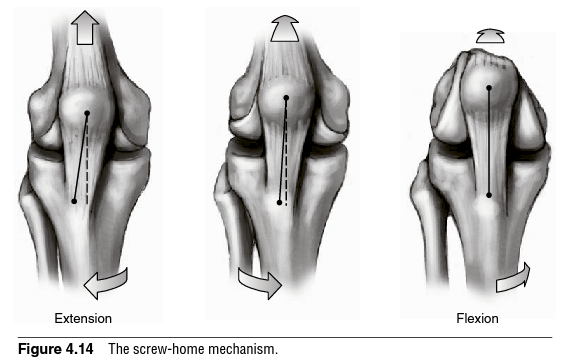 Extension
Flexion
Figure 4.14 The screw-home mechanism.